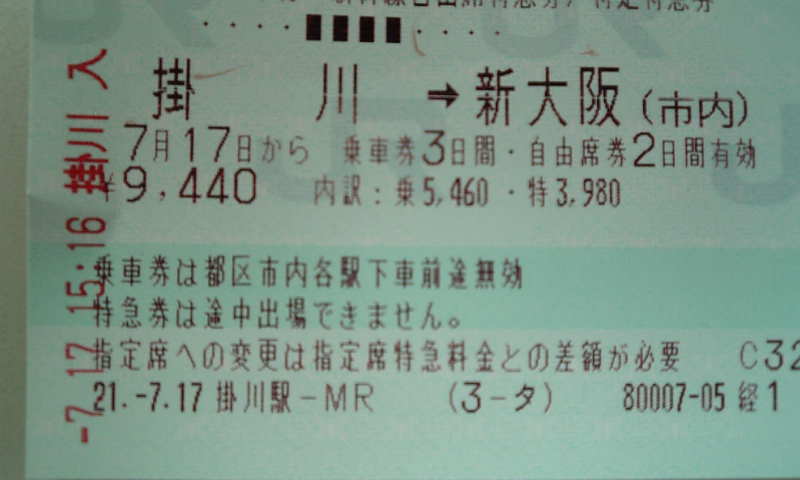 掛川 → 新大阪（市内）
7月17日から 乗車券3日間・自由席券2日間有効
¥9,440 内訳：乗5,460・特3,980
乗車券は都区市内各駅下車前途無効
特急券は途中出場できません。
指定席への変更は指定席特急料金との差額が必要 C32
21.-7.17 掛川駅-MR （3-タ） 80007-05 経1
-7.17 15:16 掛川 入